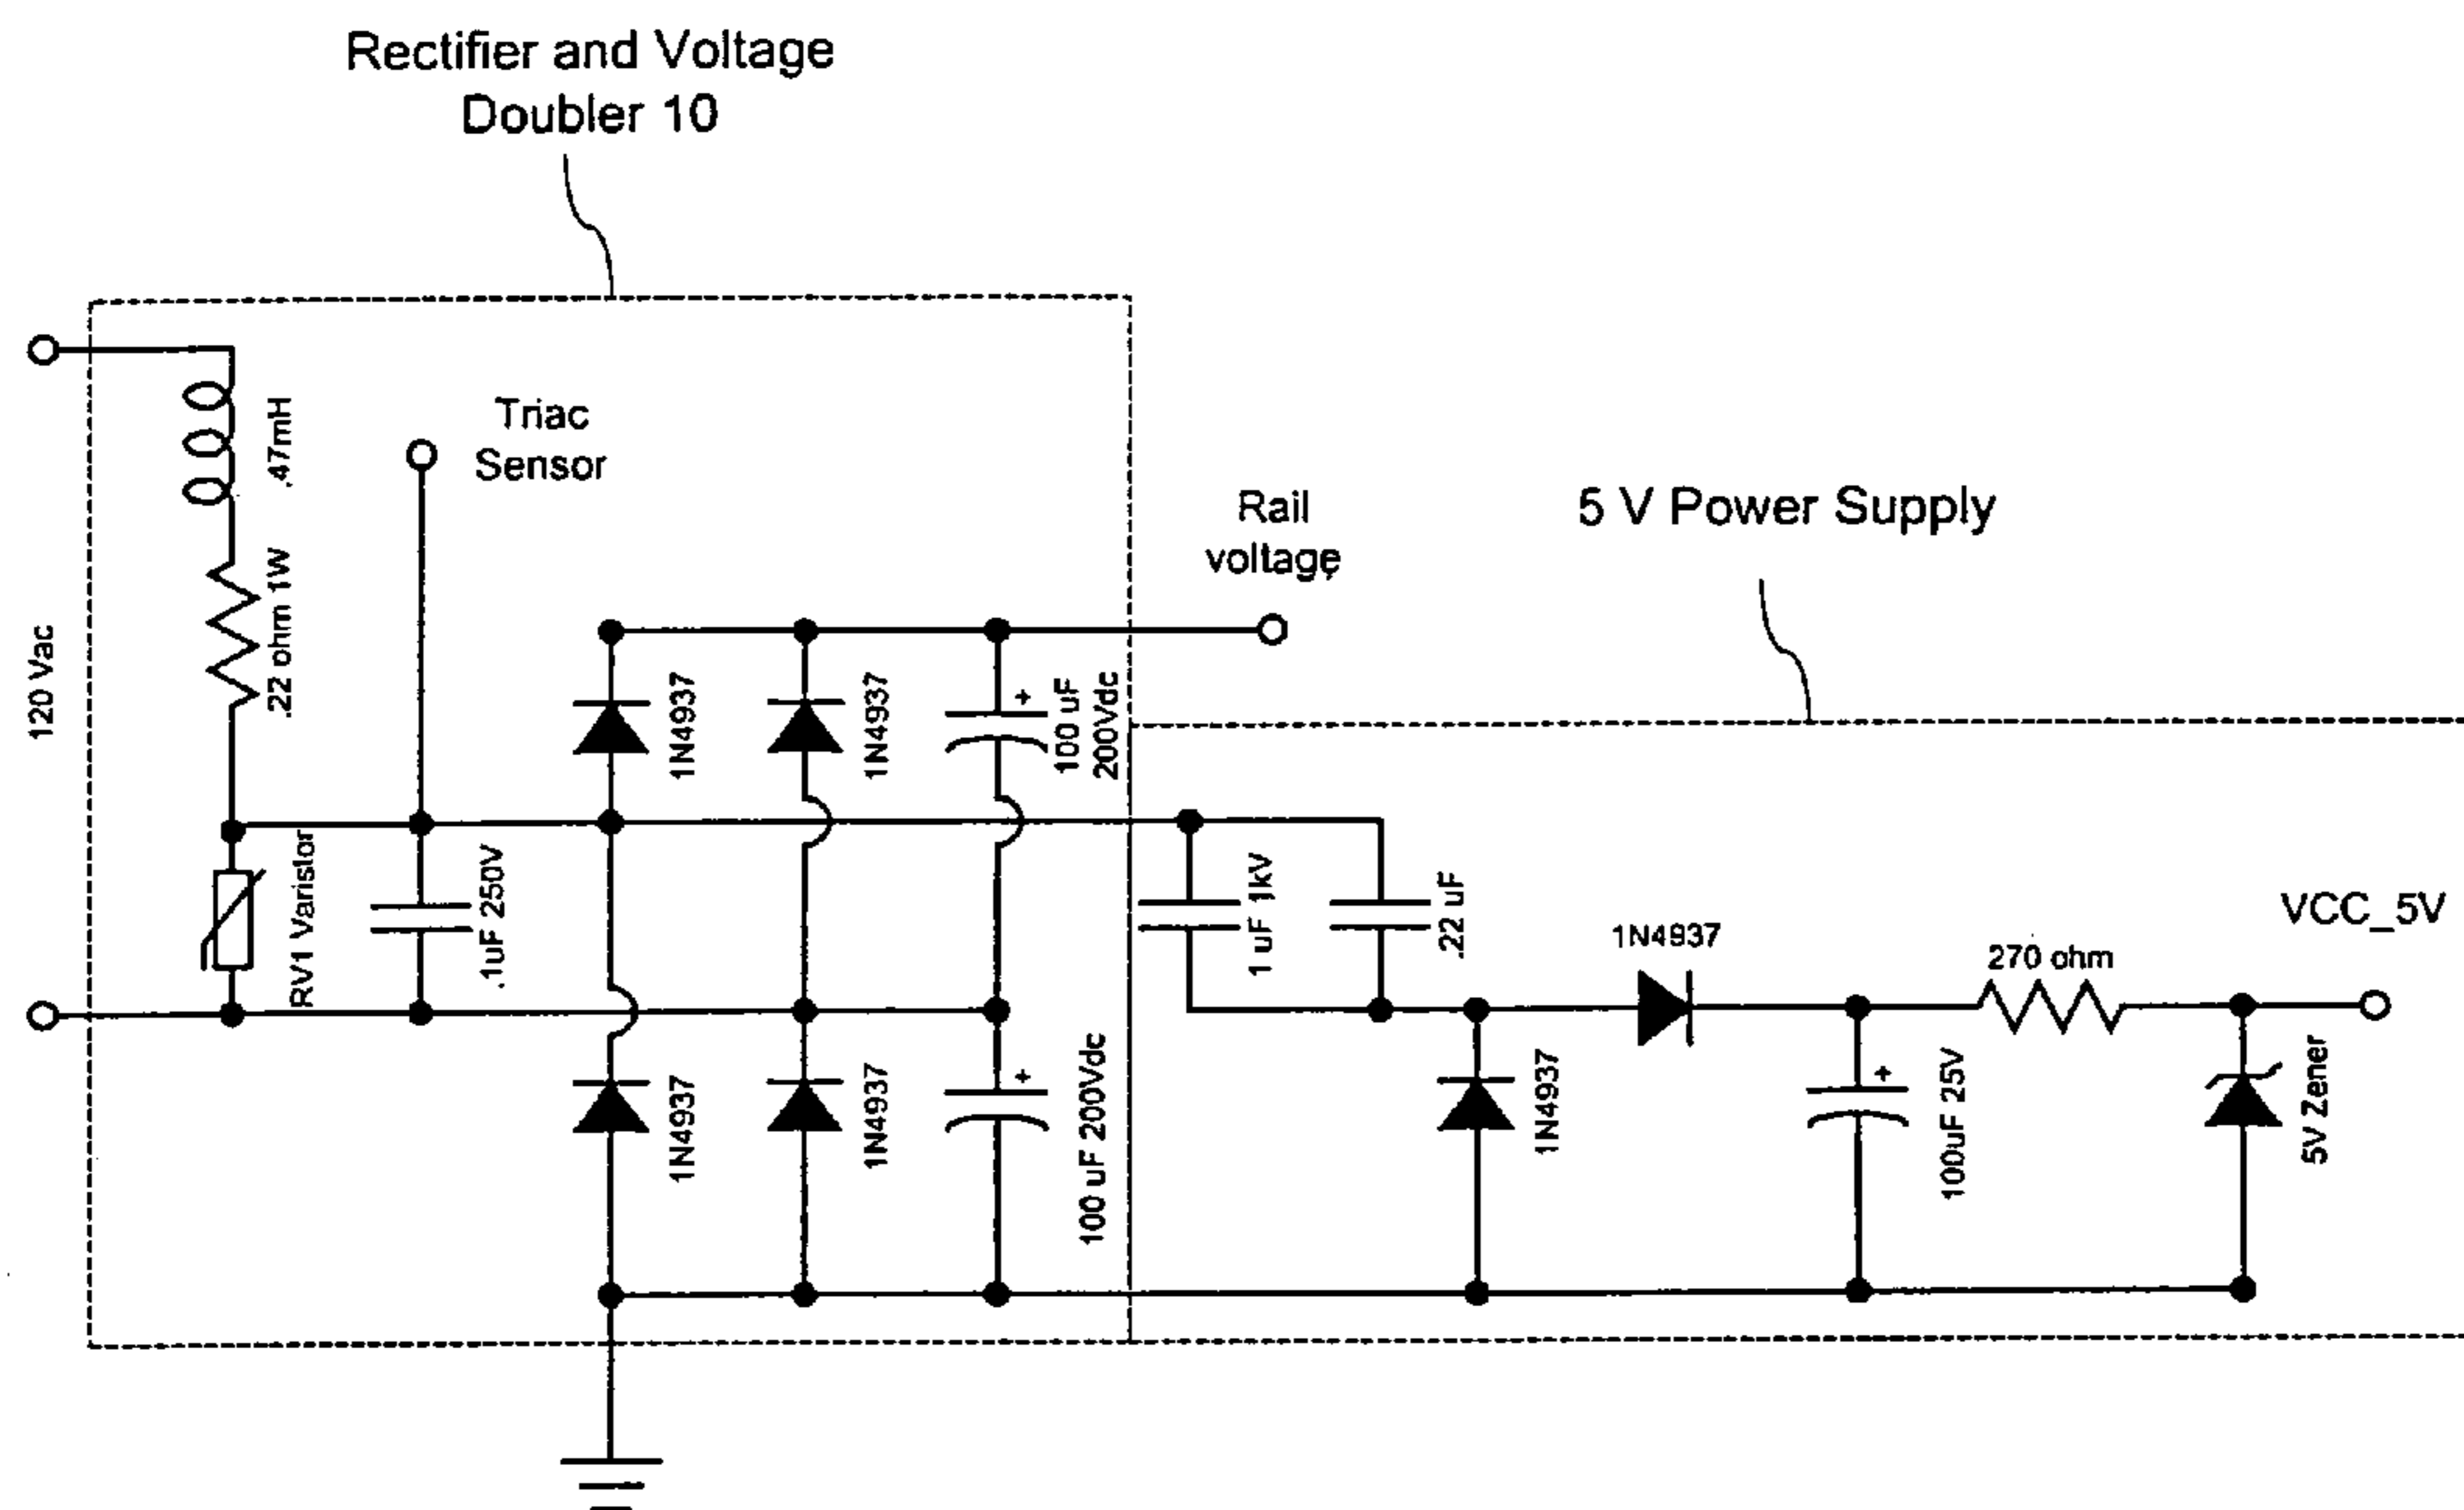 Rectifier and Voltage
Doubler 10
120 Vac
.47mH
.22 ohm 1W
Triac
Sensor
RV1 Varistor
.1uF 250V
1N4937
1N4937
100 uF
200Vdc
1N4937
1N4937
100 uF 200Vdc
Rail
voltage
5 V Power Supply
1 uF 1kV
.22 uF
1N4937
1N4937
100uF 25V
270 ohm
5V Zener
VCC_5V